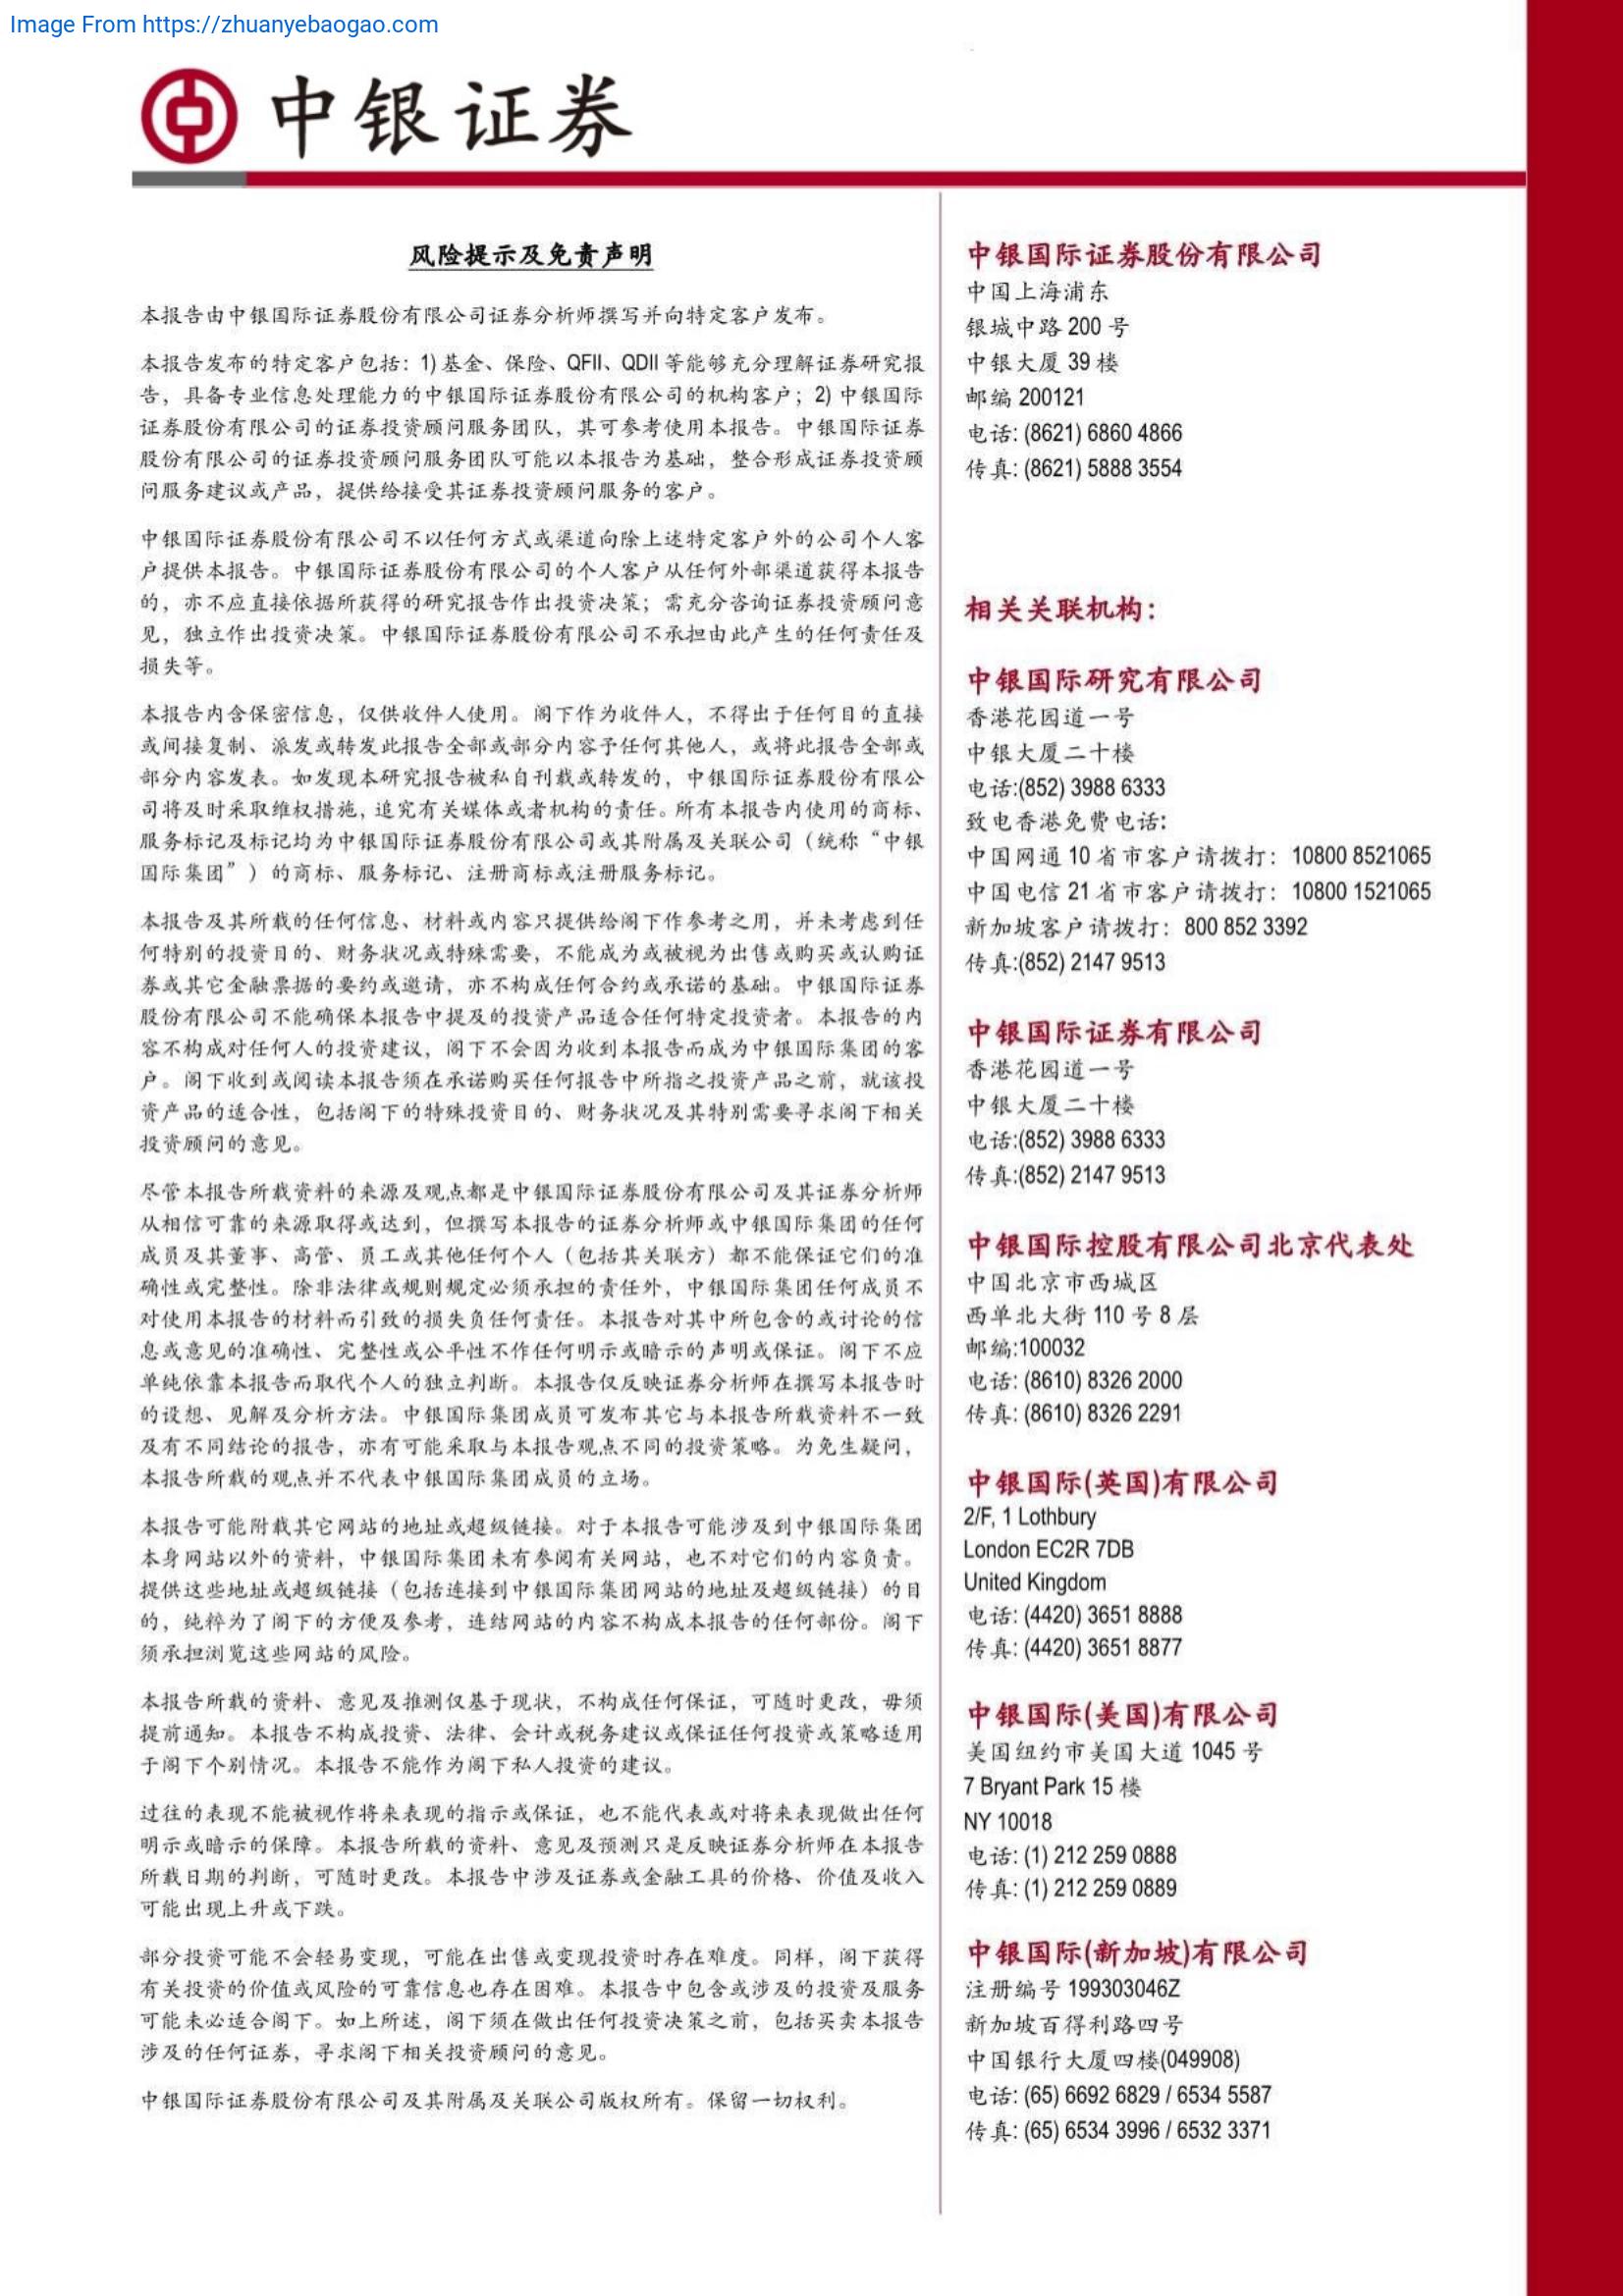 Image From https://zhuanyebaogao.com
中银证券
风险提示及免责声明
本报告由中银国际证券股份有限公司证券分析师撰写并向特定客户发布。
本报告发布的特定客户包括：1) 基金、保险、QFII、QDII 等能够充分理解证券研究报
告，具备专业信息处理能力的中银国际证券股份有限公司的机构客户；2) 中银国际
证券股份有限公司的证券投资顾问服务团队，其可参考使用本报告。中银国际证券
股份有限公司的证券投资顾问服务团队可能以本报告为基础，整合形成证券投资顾
问服务建议或产品，提供给接受其证券投资顾问服务的客户。
中银国际证券股份有限公司不以任何方式或渠道向除上述特定客户外的公司个人客
户提供本报告。中银国际证券股份有限公司的个人客户从任何外部渠道获得本报告
的，亦不应直接依据所获得的研究报告作出投资决策；需充分咨询证券投资顾问意
见，独立作出投资决策。中银国际证券股份有限公司不承担由此产生的任何责任及
损失等。
本报告内含保密信息，仅供收件人使用。阁下作为收件人，不得出于任何目的直接
或间接复制、派发或转发此报告全部或部分内容予任何其他人，或将此报告全部或
部分内容发表。如发现本研究报告被私自刊载或转发的，中银国际证券股份有限公
司将及时采取维权措施，追究有关媒体或者机构的责任。所有本报告内使用的商标、
服务标记及标记均为中银国际证券股份有限公司或其附属及关联公司（统称“中银
国际集团”）的商标、服务标记、注册商标或注册服务标记。
本报告及其所载的任何信息、材料或内容只提供给阁下作参考之用，并未考虑到任
何特别的投资目的、财务状况或特殊需要，不能成为或被视为出售或购买或认购证
券或其它金融票据的要约或邀请，亦不构成任何合约或承诺的基础。中银国际证券
股份有限公司不能确保本报告中提及的投资产品适合任何特定投资者。本报告的内
容不构成对任何人的投资建议，阁下不会因为收到本报告而成为中银国际集团的客
户。阁下收到或阅读本报告须在承诺购买任何报告中所指之投资产品之前，就该投
资产品的适合性，包括阁下的特殊投资目的、财务状况及其特别需要寻求阁下相关
投资顾问的意见。
尽管本报告所载资料的来源及观点都是中银国际证券股份有限公司及其证券分析师
从相信可靠的来源取得或达到，但撰写本报告的证券分析师或中银国际集团的任何
成员及其董事、高管、员工或其他任何个人（包括其关联方）都不能保证它们的准
确性或完整性。除非法律或规则规定必须承担的责任外，中银国际集团任何成员不
对使用本报告的材料而引致的损失负任何责任。本报告对其中所包含的或讨论的信
息或意见的准确性、完整性或公平性不作任何明示或暗示的声明或保证。阁下不应
单纯依靠本报告而取代个人的独立判断。本报告仅反映证券分析师在撰写本报告时
的设想、见解及分析方法。中银国际集团成员可发布其它与本报告所载资料不一致
及有不同结论的报告，亦有可能采取与本报告观点不同的投资策略。为免生疑问，
本报告所载的观点并不代表中银国际集团成员的立场。
本报告可能附载其它网站的地址或超级链接。对于本报告可能涉及到中银国际集团
本身网站以外的资料，中银国际集团未有参阅有关网站，也不对它们的内容负责。
提供这些地址或超级链接（包括连接到中银国际集团网站的地址及超级链接）的目
的，纯粹为了阁下的方便及参考，连结网站的内容不构成本报告的任何部份。阁下
须承担浏览这些网站的风险。
本报告所载的资料、意见及推测仅基于现状，不构成任何保证，可随时更改，毋须
提前通知。本报告不构成投资、法律、会计或税务建议或保证任何投资或策略适用
于阁下个别情况。本报告不能作为阁下私人投资的建议。
过往的表现不能被视作将来表现的指示或保证，也不能代表或对将来表现做出任何
明示或暗示的保障。本报告所载的资料、意见及预测只是反映证券分析师在本报告
所载日期的判断，可随时更改。本报告中涉及证券或金融工具的价格、价值及收入
可能出现上升或下跌。
部分投资可能不会轻易变现，可能在出售或变现投资时存在难度。同样，阁下获得
有关投资的价值或风险的可靠信息也存在困难。本报告中包含或涉及的投资及服务
可能未必适合阁下。如上所述，阁下须在做出任何投资决策之前，包括买卖本报告
涉及的任何证券，寻求阁下相关投资顾问的意见。
中银国际证券股份有限公司及其附属及关联公司版权所有。保留一切权利。
中银国际证券股份有限公司
中国上海浦东
银城中路 200 号
中银大厦 39 楼
邮编 200121
电话: (8621) 6860 4866
传真: (8621) 5888 3554
相关关联机构：
中银国际研究有限公司
香港花园道一号
中银大厦二十楼
电话:(852) 3988 6333
致电香港免费电话:
中国网通 10 省市客户请拨打：10800 8521065
中国电信 21 省市客户请拨打：10800 1521065
新加坡客户请拨打：800 852 3392
传真:(852) 2147 9513
中银国际证券有限公司
香港花园道一号
中银大厦二十楼
电话:(852) 3988 6333
传真:(852) 2147 9513
中银国际控股有限公司北京代表处
中国北京市西城区
西单北大街 110 号 8 层
邮编:100032
电话: (8610) 8326 2000
传真: (8610) 8326 2291
中银国际(英国)有限公司
2/F, 1 Lothbury
London EC2R 7DB
United Kingdom
电话: (4420) 3651 8888
传真: (4420) 3651 8877
中银国际(美国)有限公司
美国纽约市美国大道 1045 号
7 Bryant Park 15 楼
NY 10018
电话: (1) 212 259 0888
传真: (1) 212 259 0889
中银国际(新加坡)有限公司
注册编号 199303046Z
新加坡百得利路四号
中国银行大厦四楼(049908)
电话: (65) 6692 6829 / 6534 5587
传真: (65) 6534 3996 / 6532 3371